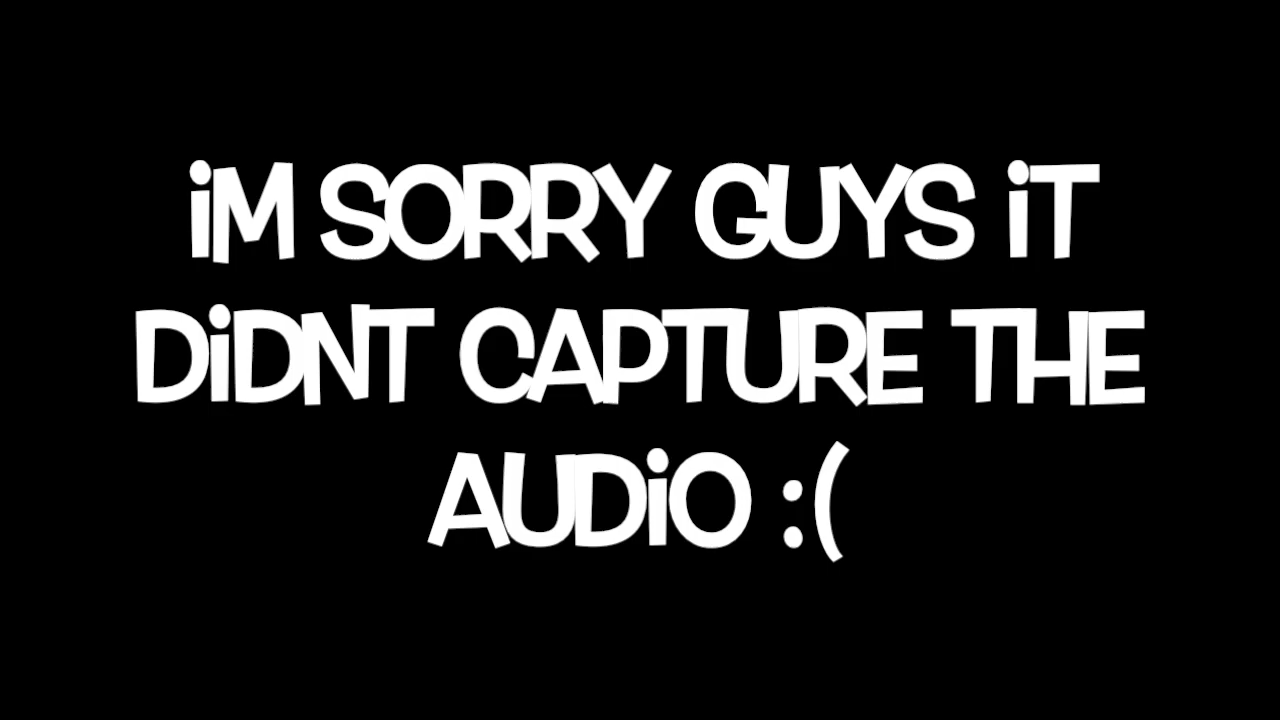 iM SORRY GUYS iT
DiDNT CAPTURE THE
AUDiO :(